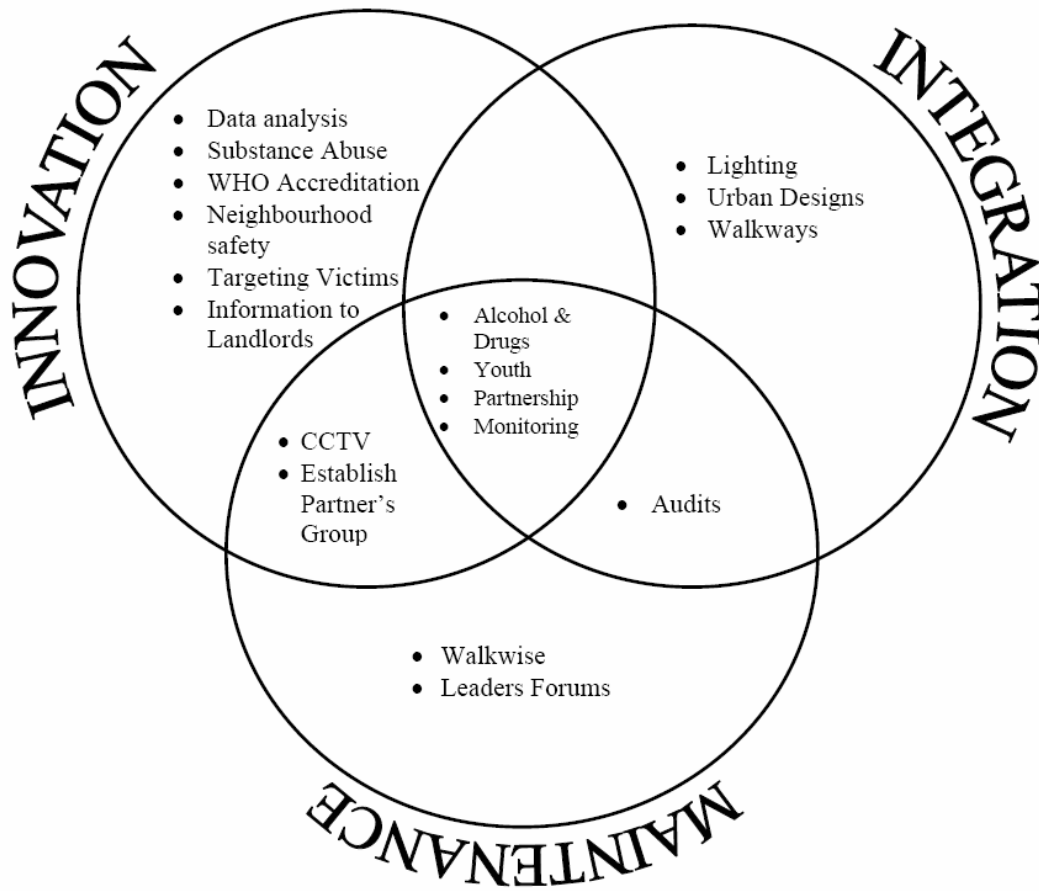 INNOVATION
INTEGRATION
• Data analysis
• Substance Abuse
• WHO Accreditation
• Neighbourhood
safety
• Targeting Victims
• Information to
Landlords
• Lighting
• Urban Designs
• Walkways
• Alcohol &
Drugs
• Youth
• Partnership
• Monitoring
• CCTV
• Establish
Partner’s
Group
• Audits
• Walkwise
• Leaders Forums
MAINTENANCE